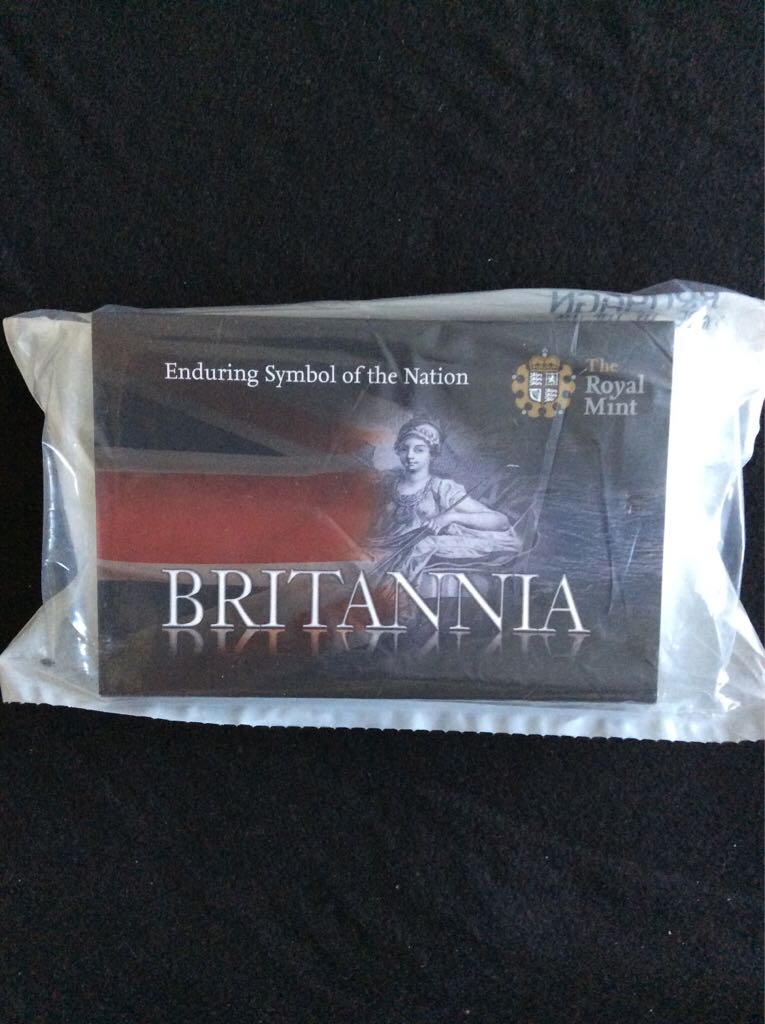 Enduring Symbol of the Nation
The
Royal
Mint
BRITANNIA